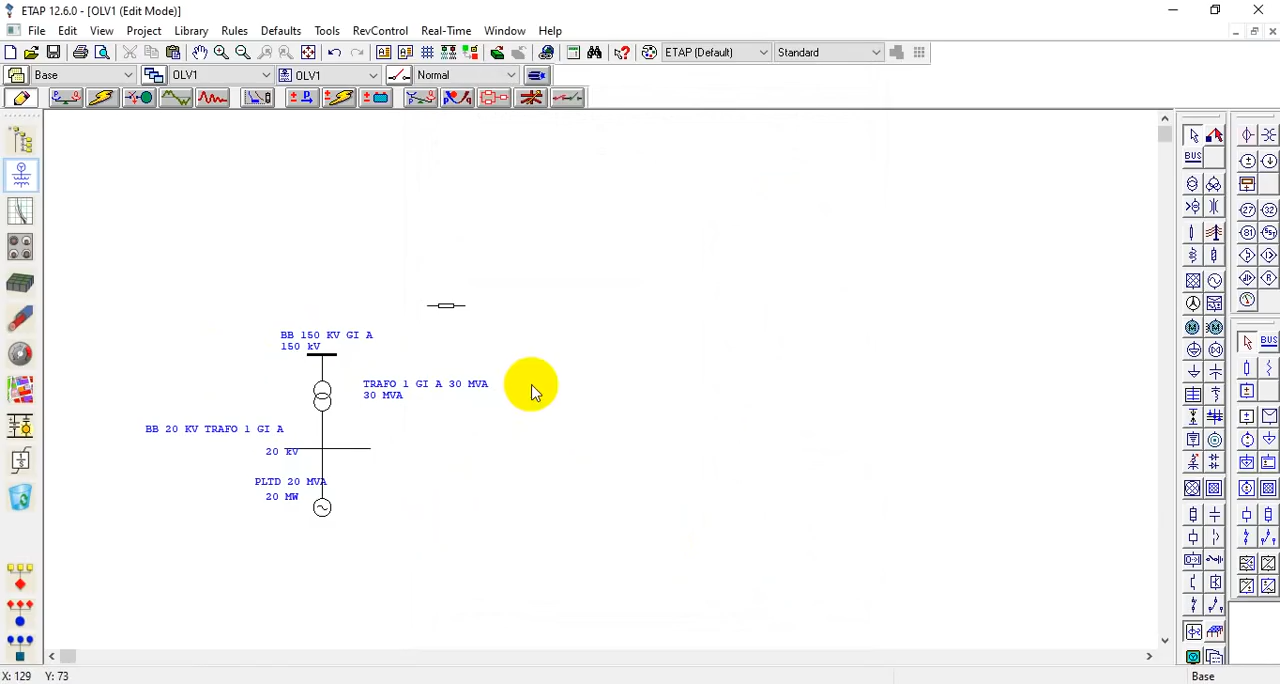 ETAP 12.6.0 - [OLV1 (Edit Mode)]
File Edit View Project Library Rules Defaults Tools RevControl Real-Time Window Help
ETAP (Default) Standard
Base OLV1 OLV1 Normal
BUS
BUS
BB 150 KV GI A
150 kV
TRAFO 1 GI A 30 MVA
30 MVA
BB 20 KV TRAFO 1 GI A
20 kV
PLTD 20 MVA
20 MW
X: 129 Y: 73 Base